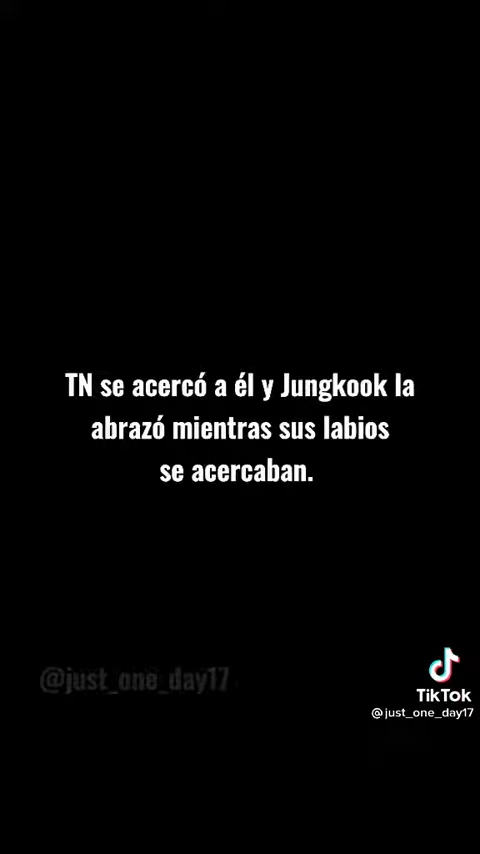 TN se acercó a él y Jungkook la
abrazó mientras sus labios
se acercaban.
@just_one_day17
TikTok
@just_one_day17